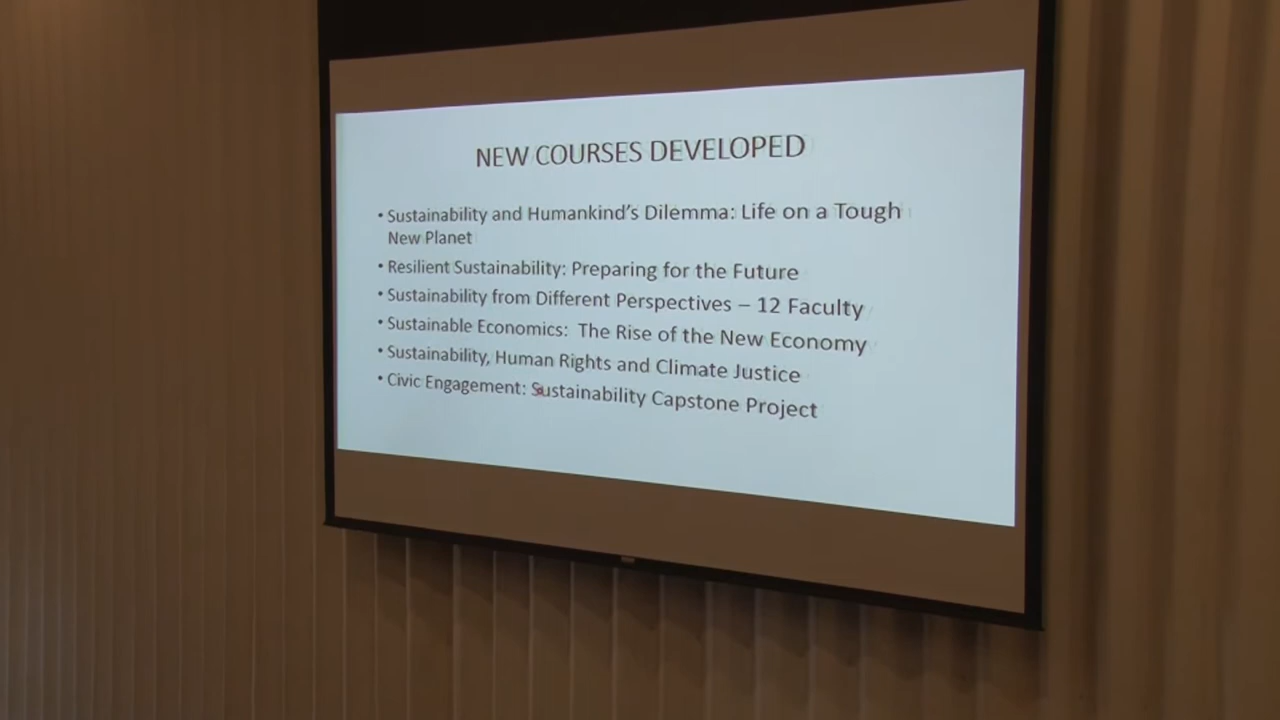 NEW COURSES DEVELOPED
• Sustainability and Humankind's Dilemma: Life on a Tough
New Planet
• Resilient Sustainability: Preparing for the Future
• Sustainability from Different Perspectives – 12 Faculty
• Sustainable Economics: The Rise of the New Economy
• Sustainability, Human Rights and Climate Justice
• Civic Engagement: Sustainability Capstone Project